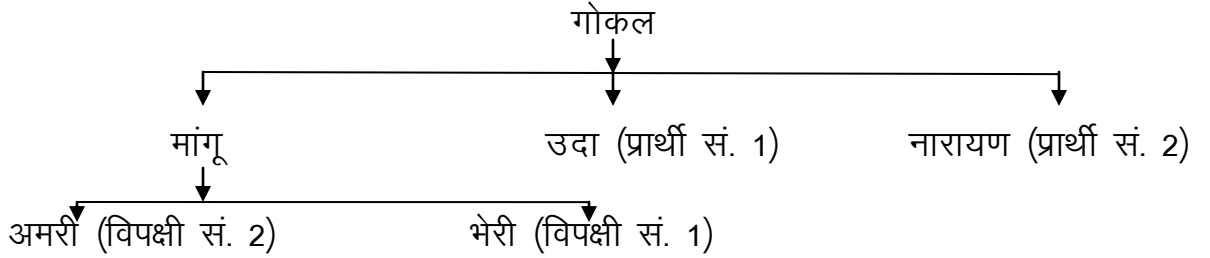 गोकल
मांगू उदा (प्रार्थी सं. 1) नारायण (प्रार्थी सं. 2)
अमरी (विपक्षी सं. 2) भेरी (विपक्षी सं. 1)